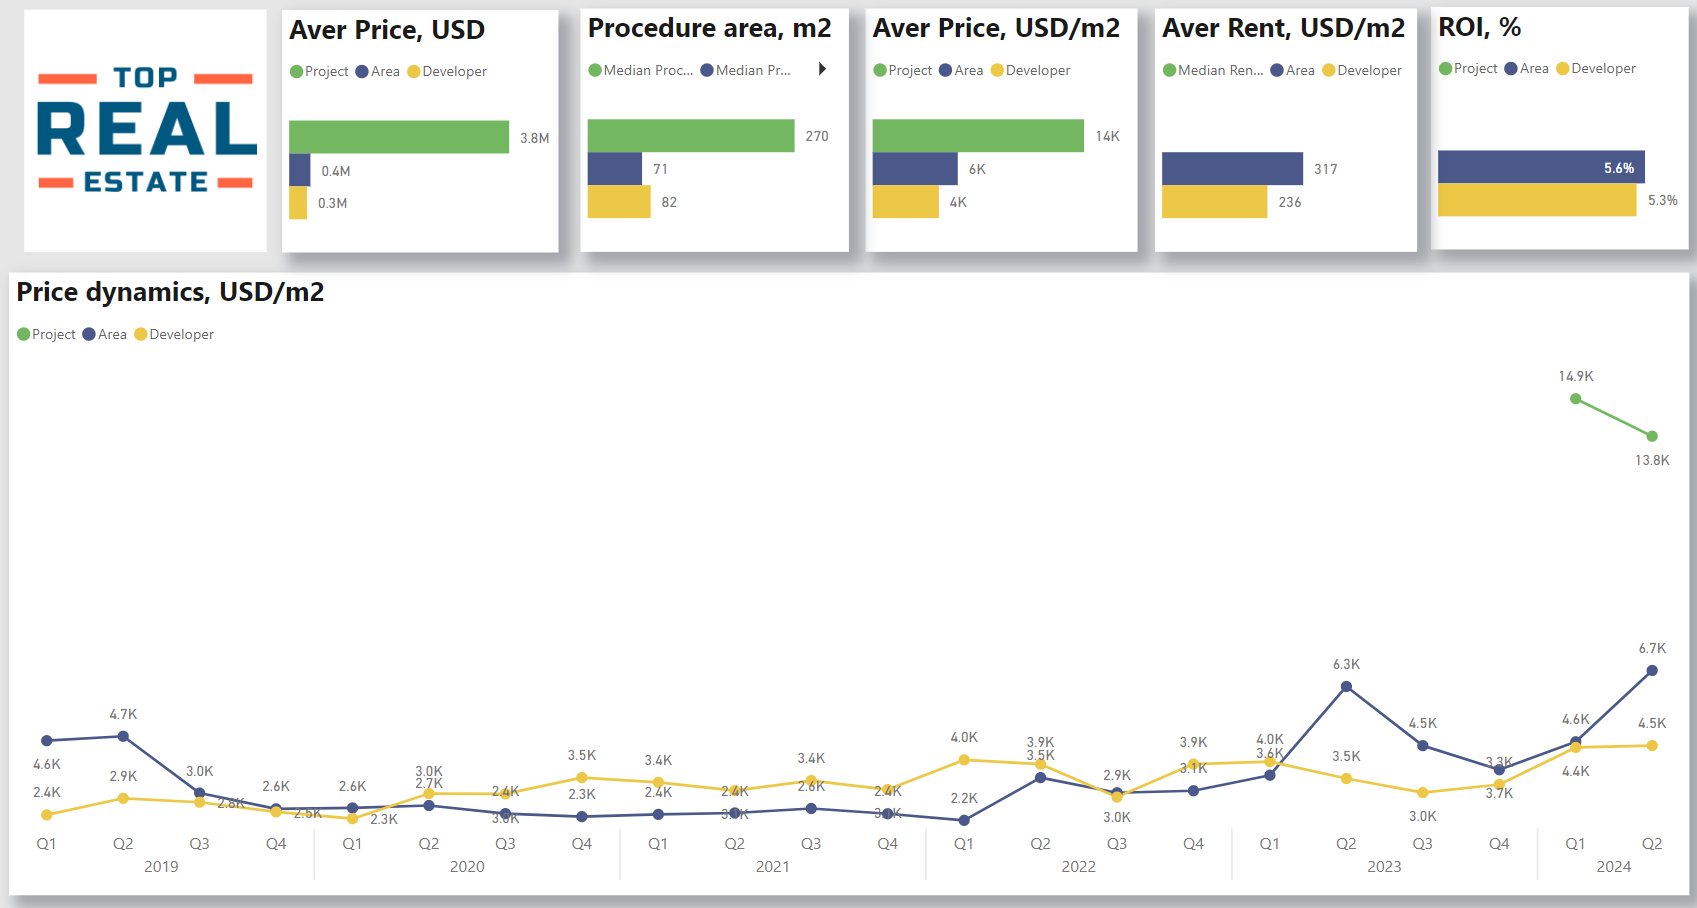 TOP
REAL
ESTATE
Aver Price, USD
Project Area Developer
3.8M
0.4M
0.3M
Procedure area, m2
Median Proc... Median Pr...
270
71
82
Aver Price, USD/m2
Project Area Developer
14K
6K
4K
Aver Rent, USD/m2
Median Ren... Area Developer
317
236
ROI, %
Project Area Developer
5.6%
5.3%
Price dynamics, USD/m2
Project Area Developer
14.9K
13.8K
6.7K
6.3K
4.7K 4.5K 4.6K 4.5K
4.0K 3.9K 3.9K 4.0K
4.6K 3.0K 3.5K 3.4K 3.4K 3.5K 3.6K 3.5K 3.3K
2.9K 2.6K 2.6K 3.0K 2.9K 3.1K 4.4K
2.4K 2.7K 2.4K 2.3K 2.4K 2.4K 2.6K 2.4K 2.2K 3.7K
2.8K 2.5K 2.3K 3.0K 3.0K 3.0K
Q1 Q2 Q3 Q4 Q1 Q2 Q3 Q4 Q1 Q2 Q3 Q4 Q1 Q2 Q3 Q4 Q1 Q2 Q3 Q4 Q1 Q2
2019 2020 2021 2022 2023 2024